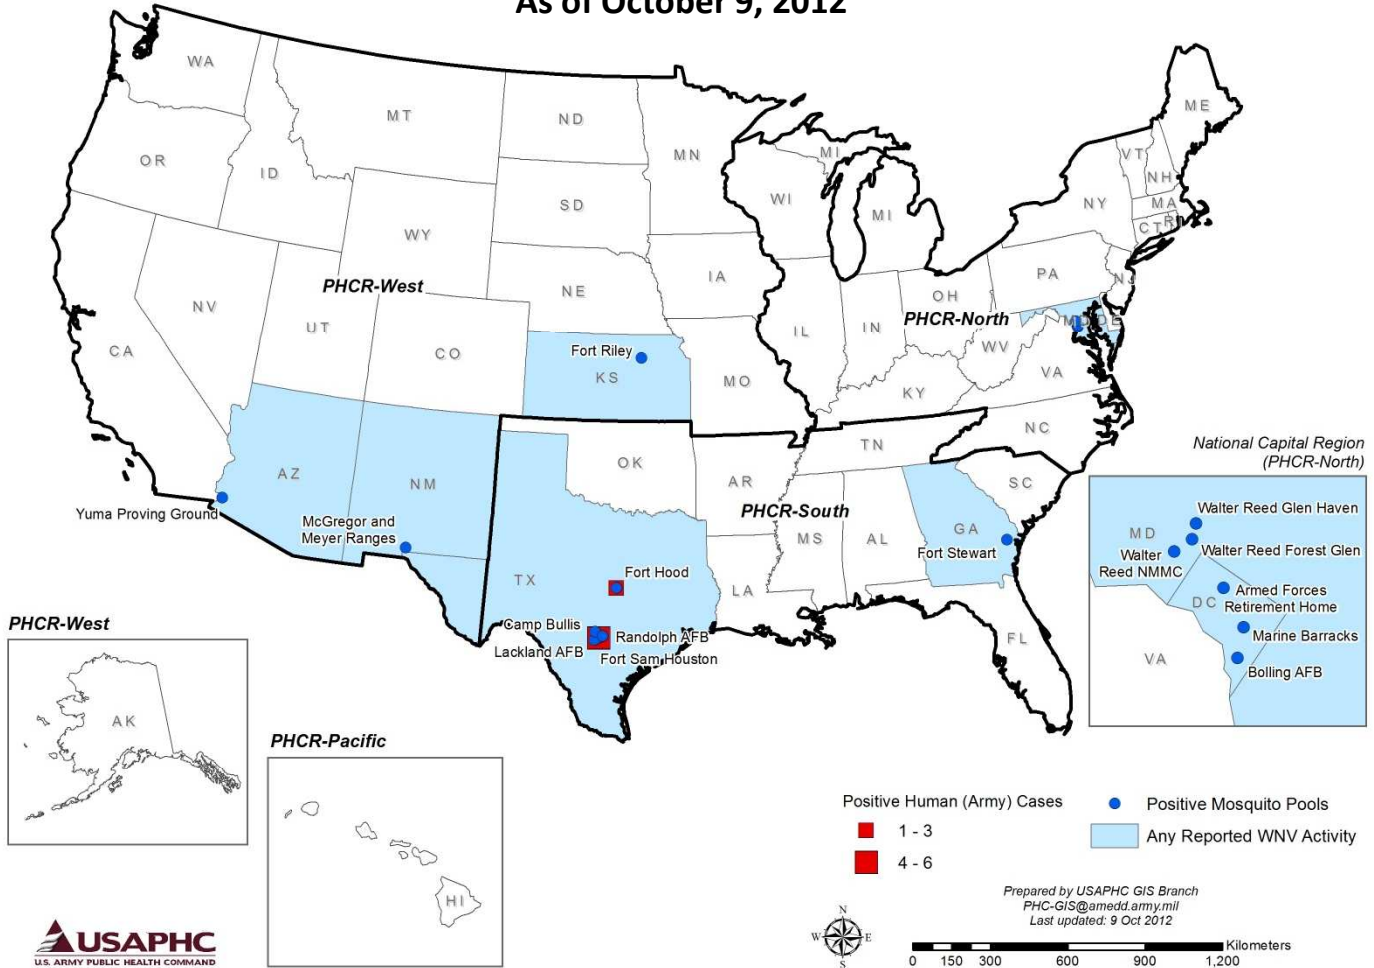 As of October 9, 2012
WA
OR
ID
MT
ND
MN
SD
WY
NV
UT
CA
CO
NE
IA
WI
MI
MI
IL
IN
OH
PA
NY
VT
NH
ME
MA
CT
RI
NJ
MD
DE
WV
VA
KY
MO
KS
AZ
NM
OK
TX
AR
LA
MS
AL
TN
NC
SC
GA
FL
PHCR-West
PHCR-North
PHCR-South
Fort Riley
Yuma Proving Ground
McGregor and
Meyer Ranges
Fort Hood
Camp Bullis
Randolph AFB
Lackland AFB
Fort Sam Houston
Fort Stewart
National Capital Region
(PHCR-North)
MD
DC
VA
Walter Reed Glen Haven
Walter Reed Forest Glen
Walter
Reed NMMC
Armed Forces
Retirement Home
Marine Barracks
Bolling AFB
PHCR-West
AK
PHCR-Pacific
HI
Positive Human (Army) Cases
1 - 3
4 - 6
Positive Mosquito Pools
Any Reported WNV Activity
Prepared by USAPHC GIS Branch
PHC-GIS@amedd.army.mil
Last updated: 9 Oct 2012
N
W E
S
Kilometers
0 150 300 600 900 1,200
USAPHC
U.S. ARMY PUBLIC HEALTH COMMAND